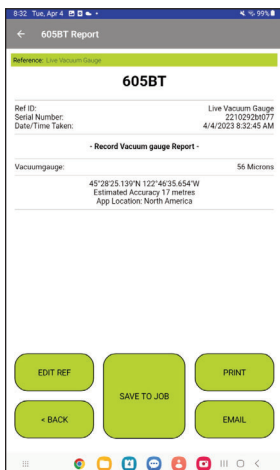 8:32 Tue, Apr 4 99%
605BT Report
Reference: Live Vacuum Gauge
605BT
Ref ID: Live Vacuum Gauge
Serial Number: 2210292bt077
Date/Time Taken: 4/4/2023 8:32:45 AM
- Record Vacuum gauge Report -
Vacuumgauge: 56 Microns
45°28'25.139"N 122°46'35.654"W
Estimated Accuracy 17 metres
App Location: North America
EDIT REF
SAVE TO JOB
PRINT
< BACK
EMAIL